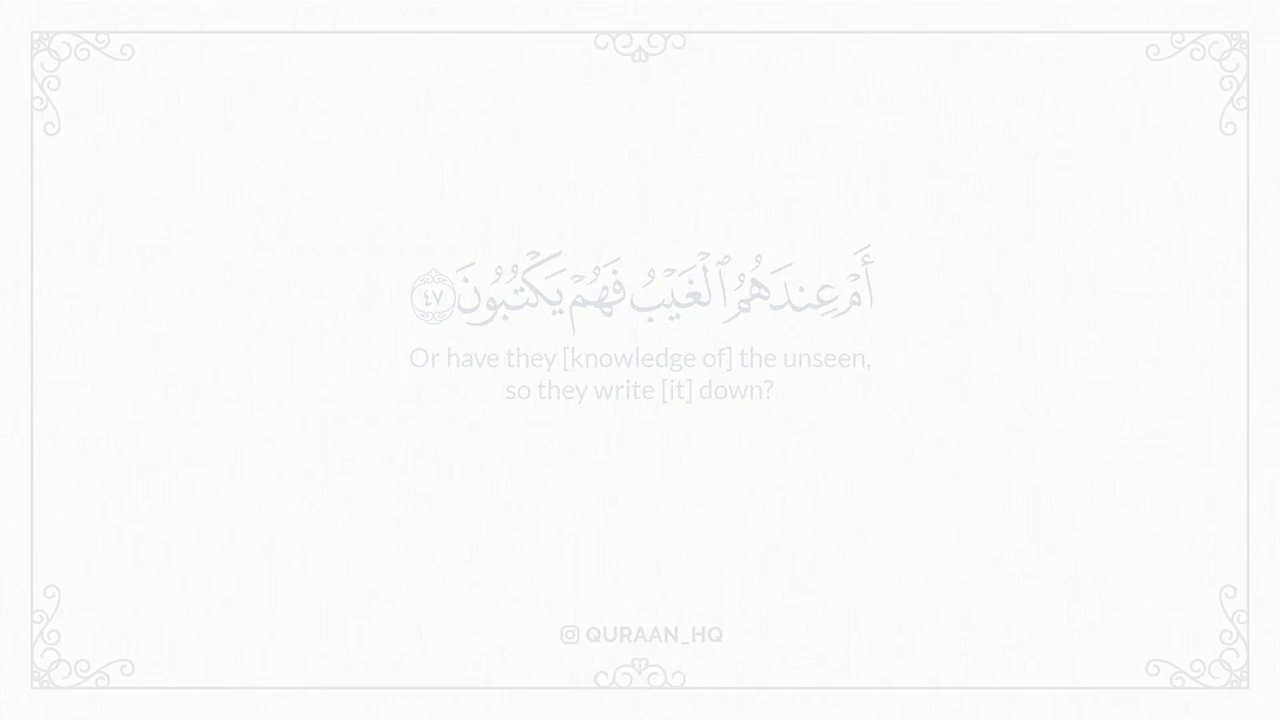 أَمْ عِندَهُمُ ٱلْغَيْبُ فَهُمْ يَكْتُبُونَ ٤٧
Or have they [knowledge of] the unseen,
so they write [it] down?
QURAAN_HQ